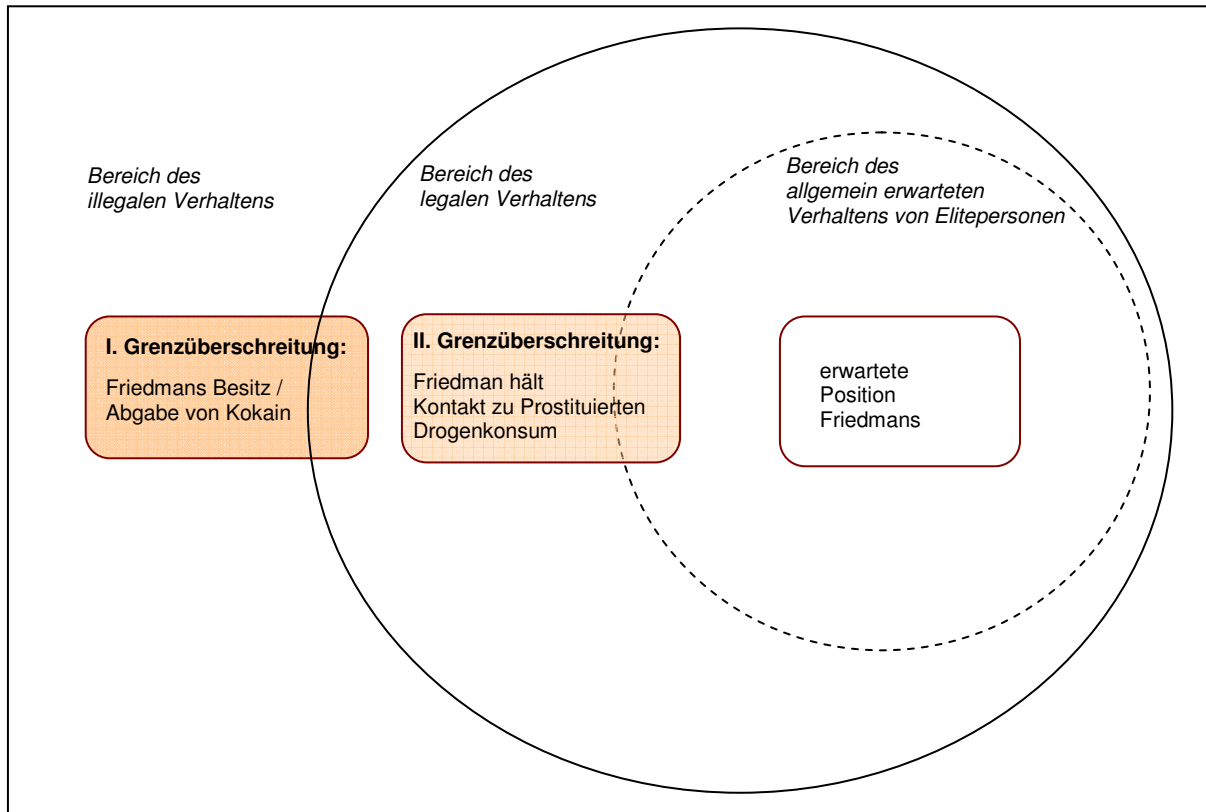 Bereich des
illegalen Verhaltens
Bereich des
legalen Verhaltens
Bereich des
allgemein erwarteten
Verhaltens von Elitepersonen
I. Grenzüberschreitung:
Friedmans Besitz /
Abgabe von Kokain
II. Grenzüberschreitung:
Friedman hält
Kontakt zu Prostituierten
Drogenkonsum
erwartete
Position
Friedmans